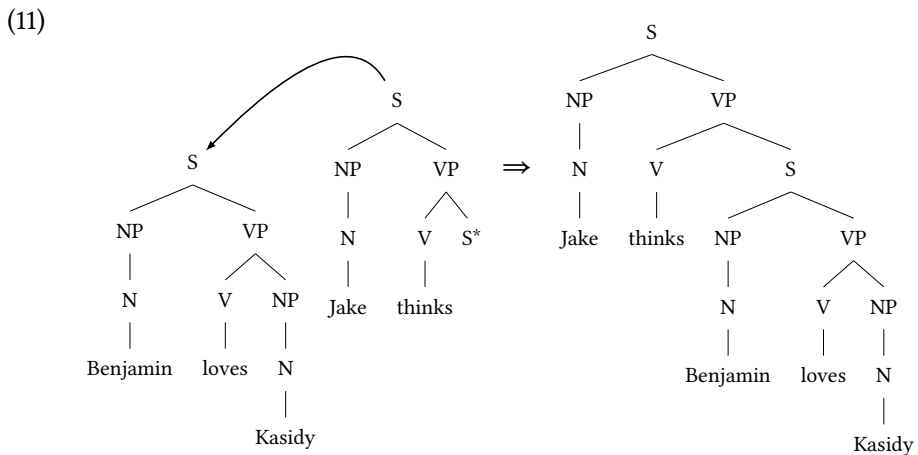 (11)
S
S
NP VP
S
NP VP ⇒ N V S
NP VP N V S* Jake thinks NP VP
N V NP Jake thinks N V NP
Benjamin loves N Benjamin loves N
Kasidy Kasidy